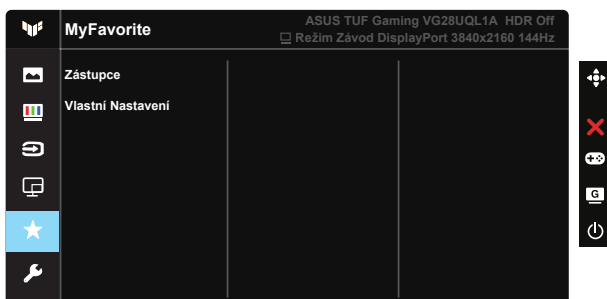 MyFavorite
ASUS TUF Gaming VG28UQL1A HDR Off
Režim Závod DisplayPort 3840x2160 144Hz
Zástupce
Vlastní Nastavení
G